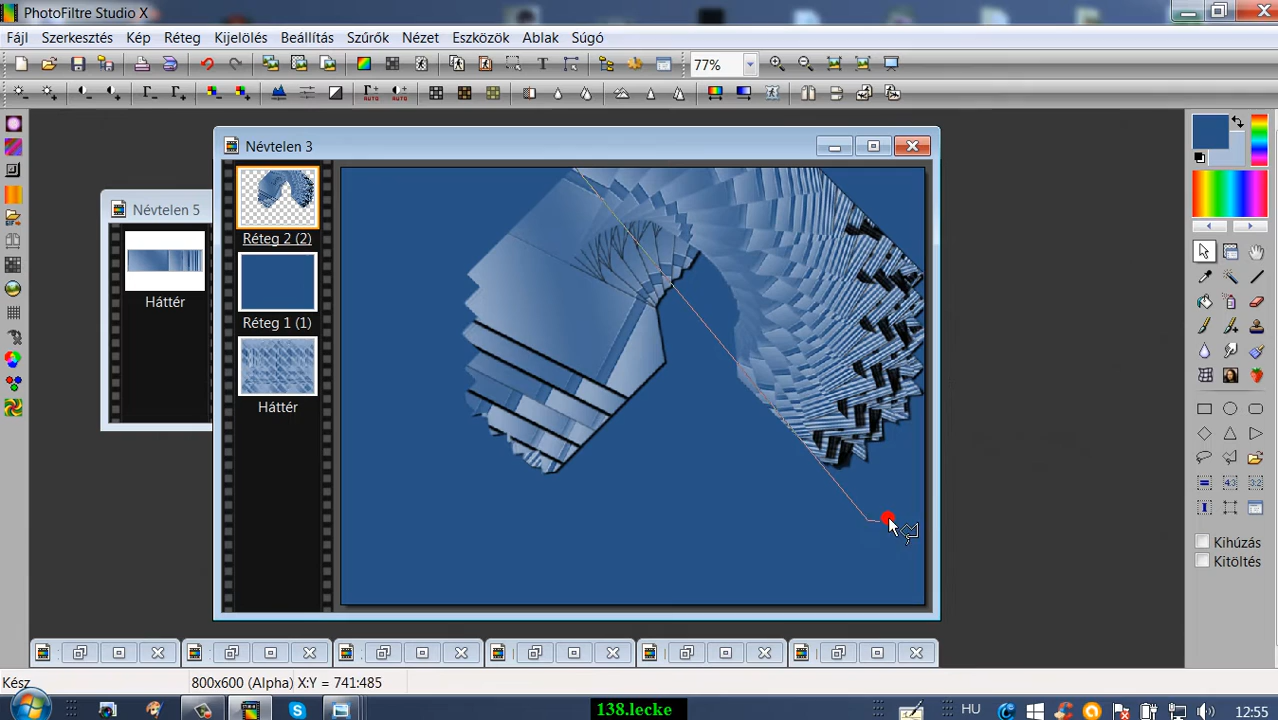 PhotoFiltre Studio X
Fájl Szerkesztés Kép Réteg Kijelölés Beállítás Szűrők Nézet Eszközök Ablak Súgó
77%
Névtelen 3
Névtelen 5
Réteg 2 (2)
Háttér
Réteg 1 (1)
Háttér
Kihúzás
Kitöltés
Kész 800x600 (Alpha) X:Y = 741:485
138.lecke
HU
12:55